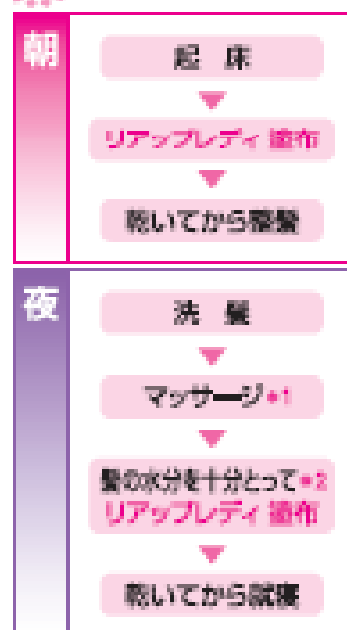 朝
起床
リアップレディ 塗布
乾いてから整髪
夜
洗髪
マッサージ*1
髪の水分を十分とって*2
リアップレディ 塗布
乾いてから就寝